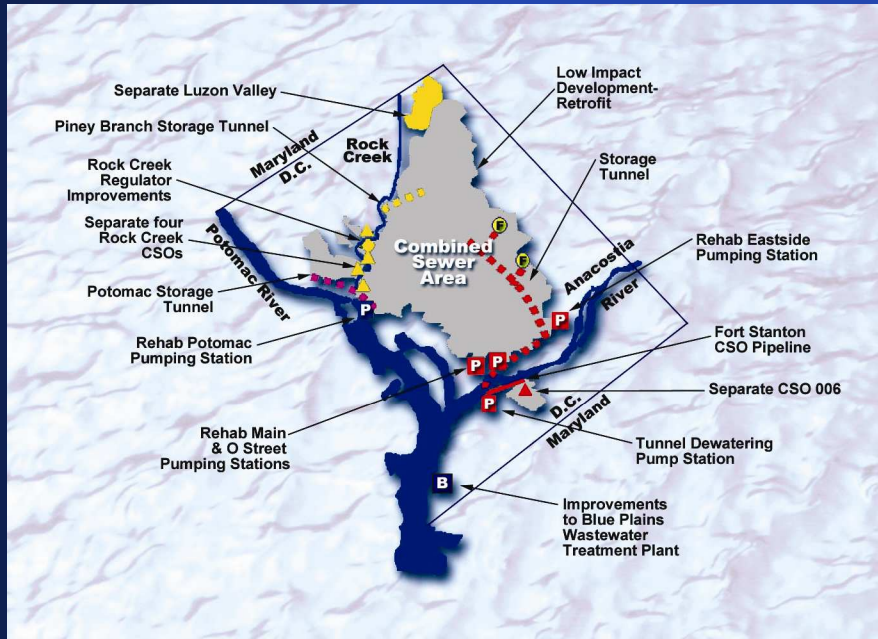 Separate Luzon Valley
Piney Branch Storage Tunnel
Rock Creek
Regulator
Improvements
Separate four
Rock Creek
CSOs
Potomac Storage
Tunnel
Rehab Potomac
Pumping Station
Rehab Main
& O Street
Pumping Stations
Maryland
D.C.
Rock
Creek
Potomac River
Combined
Sewer
Area
Low Impact
Development-
Retrofit
Storage
Tunnel
F
F
Anacostia
River
Rehab Eastside
Pumping Station
P
P
P
P
P
Fort Stanton
CSO Pipeline
Separate CSO 006
D.C.
Maryland
Tunnel Dewatering
Pump Station
B
Improvements
to Blue Plains
Wastewater
Treatment Plant